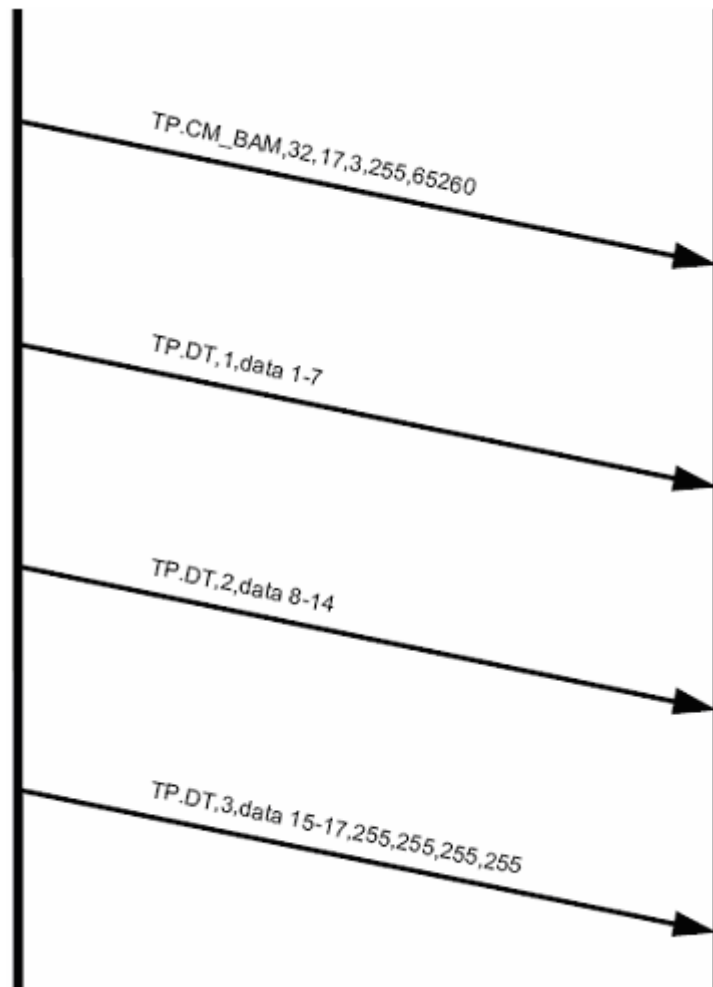 TP.CM_BAM,32,17,3,255,65260
TP.DT,1,data 1-7
TP.DT,2,data 8-14
TP.DT,3,data 15-17,255,255,255,255